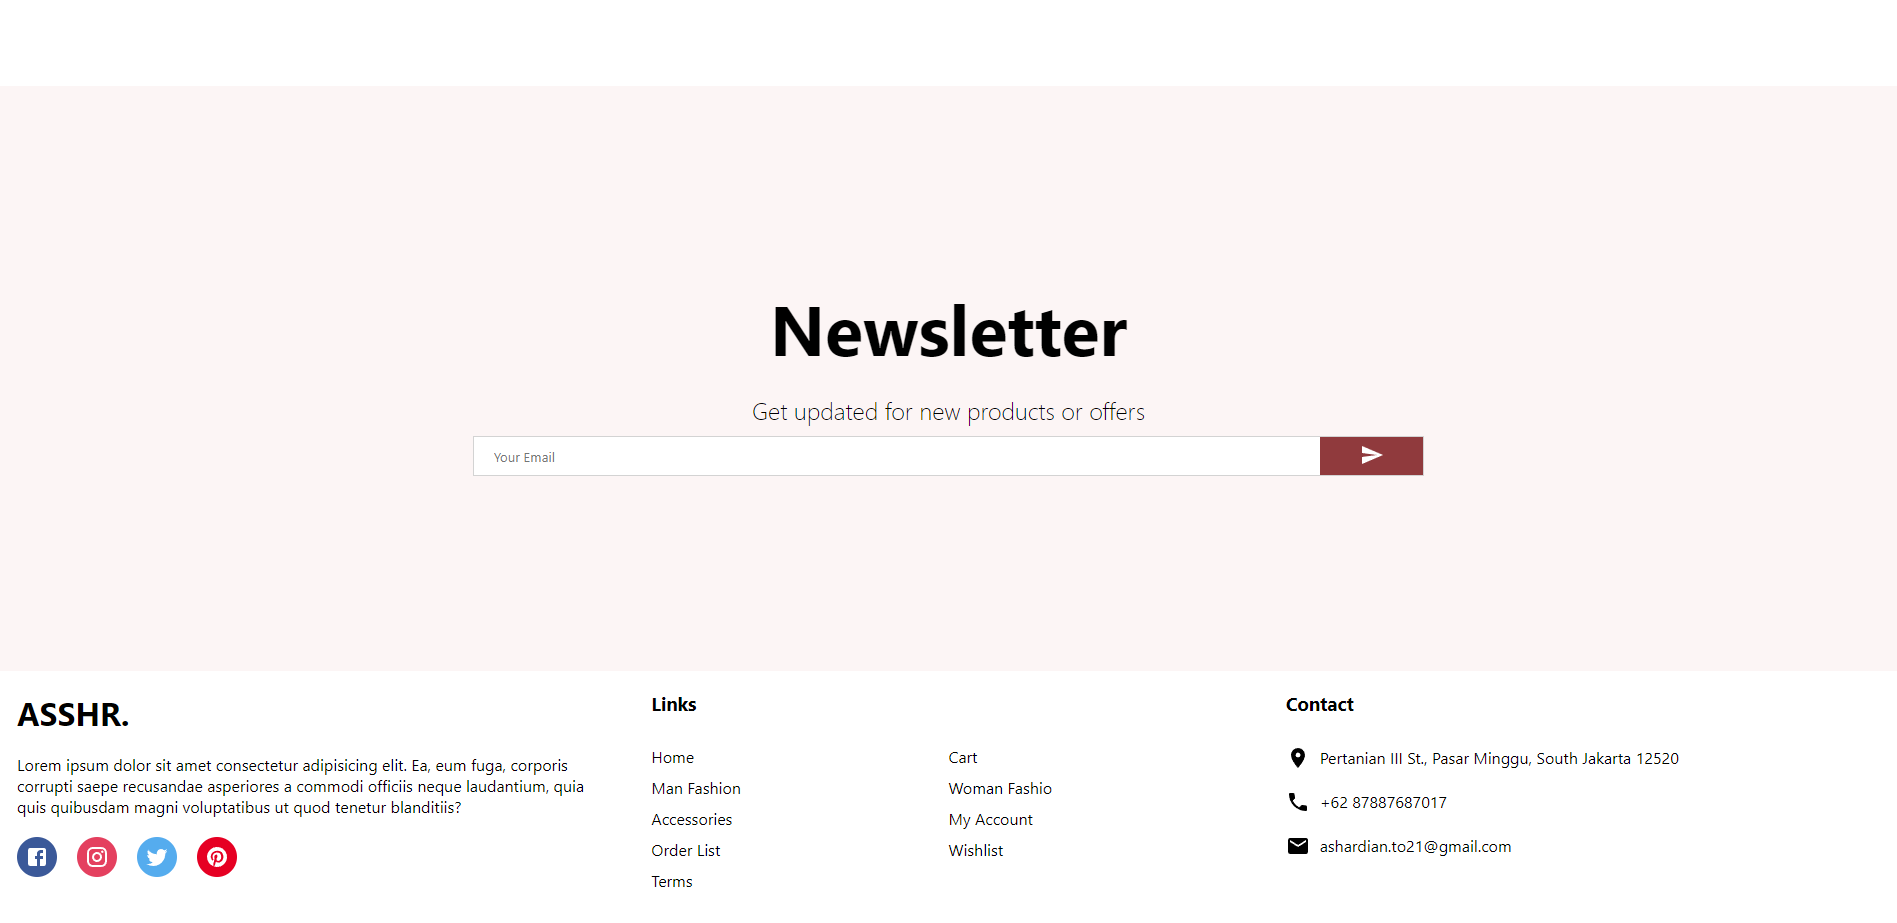 Newsletter
Get updated for new products or offers
Your Email
ASSHR.
Lorem ipsum dolor sit amet consectetur adipisicing elit. Ea, eum fuga, corporis
corrupti saepe recusandae asperiores a commodi officiis neque laudantium, quia
quis quibusdam magni voluptatibus ut quod tenetur blanditiis?
Links
Home
Man Fashion
Accessories
Order List
Terms
Cart
Woman Fashio
My Account
Wishlist
Contact
Pertanian III St., Pasar Minggu, South Jakarta 12520
+62 87887687017
ashardian.to21@gmail.com